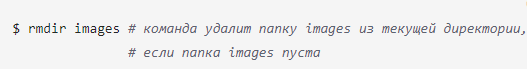 $ rmdir images # команда удалит папку images из текущей директории,
# если папка images пуста